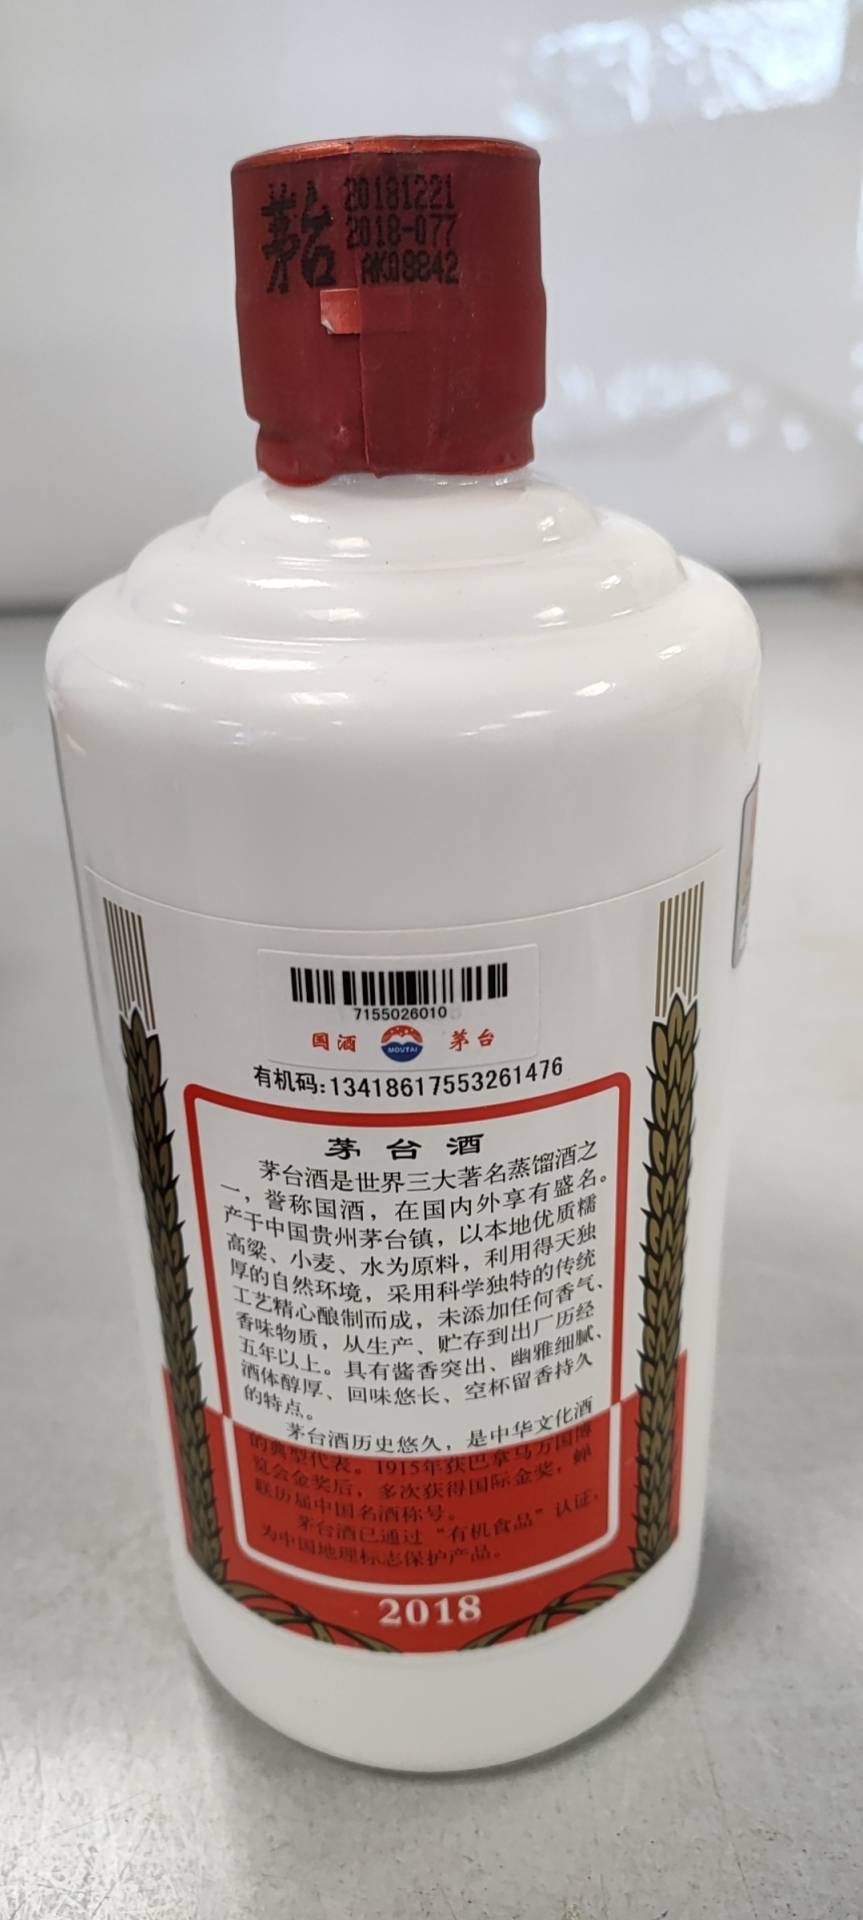 茅台
20181221
2018-077
AK08842
7155026010
国酒 MOUTAI 茅台
有机码:13418617553261476
茅台酒
茅台酒是世界三大著名蒸馏酒之
一，誉称国酒，在国内外享有盛名。
产于中国贵州茅台镇，以本地优质糯
高粱、小麦、水为原料，利用得天独
厚的自然环境，采用科学独特的传统
工艺精心酿制而成，未添加任何香气、
香味物质，从生产、贮存到出厂历经
五年以上。具有酱香突出、幽雅细腻、
酒体醇厚、回味悠长、空杯留香持久
的特点。
茅台酒历史悠久，是中华文化酒
的典型代表。1915年获巴拿马万国博
览会金奖后，多次获得国际金奖，蝉
联历届中国名酒称号。
茅台酒已通过“有机食品”认证，
为中国地理标志保护产品。
2018